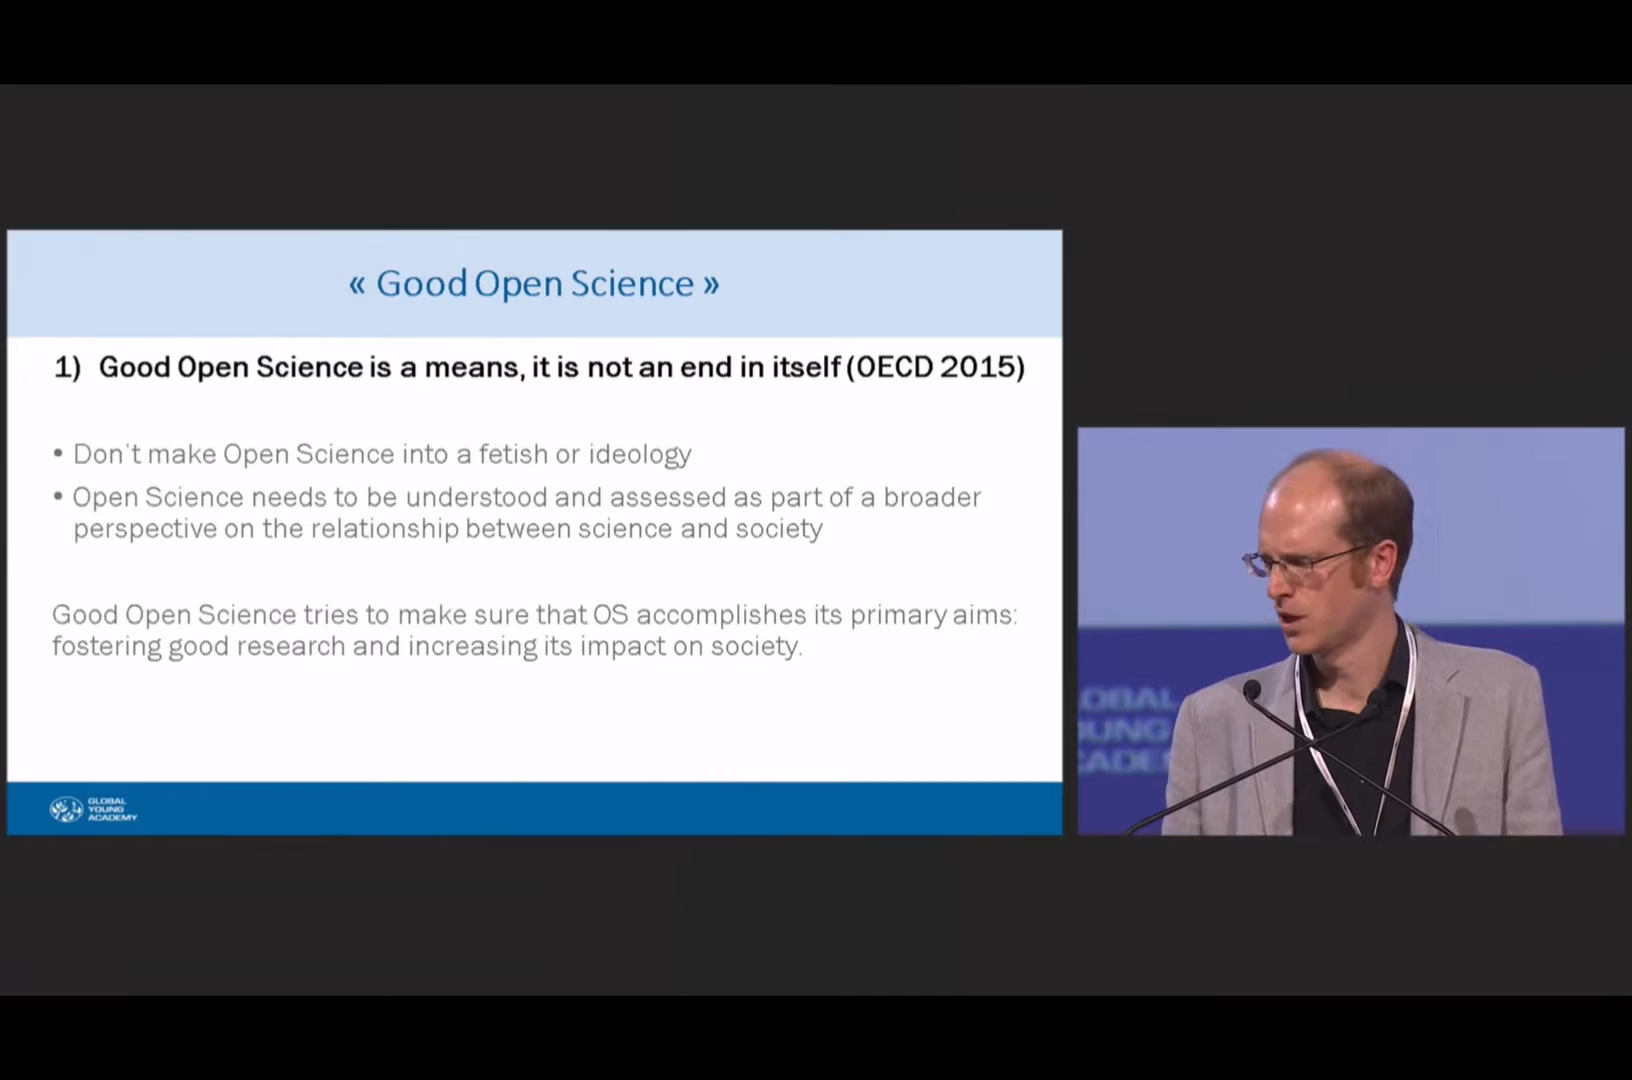 « Good Open Science »
1) Good Open Science is a means, it is not an end in itself (OECD 2015)
• Don't make Open Science into a fetish or ideology
• Open Science needs to be understood and assessed as part of a broader
perspective on the relationship between science and society
Good Open Science tries to make sure that OS accomplishes its primary aims:
fostering good research and increasing its impact on society.
GLOBAL
YOUNG
ACADEMY
OBAL
UNG
CADE